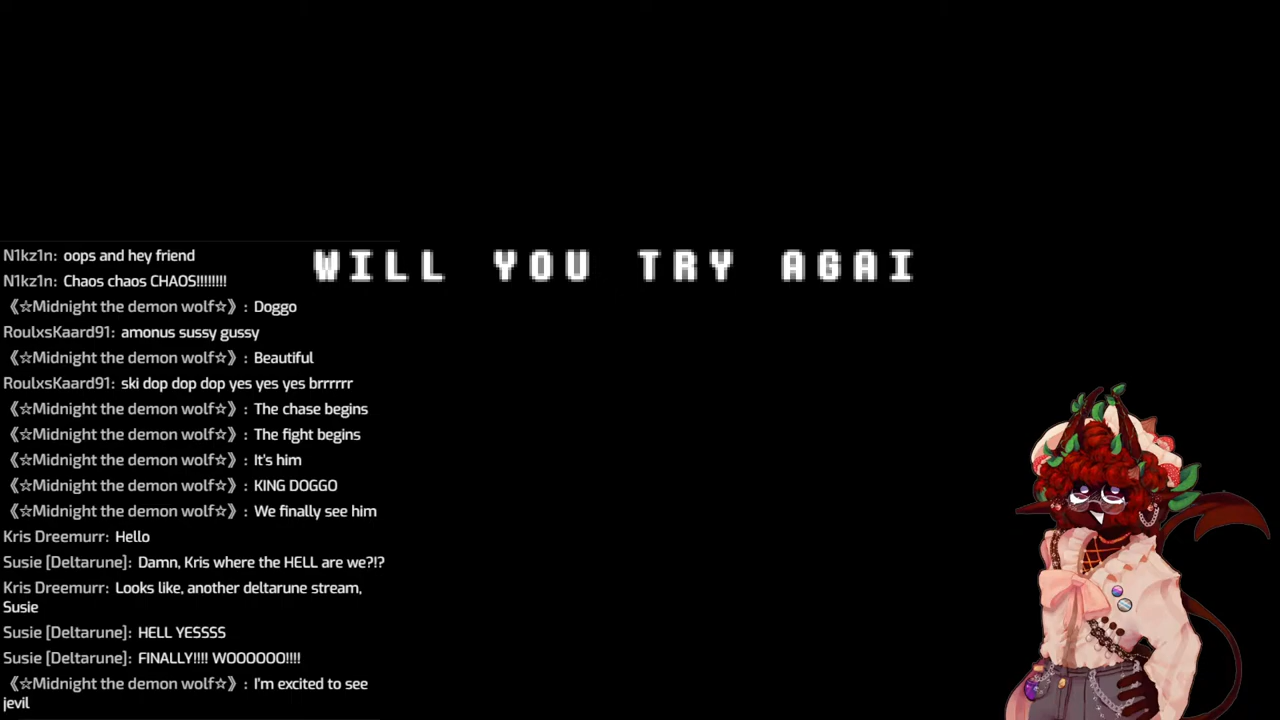 WILL YOU TRY AGAI
N1kz1n: oops and hey friend
N1kz1n: Chaos chaos CHAOS!!!!!!!!
《☆Midnight the demon wolf☆》: Doggo
RoulxsKaard91: amonus sussy gussy
《☆Midnight the demon wolf☆》: Beautiful
RoulxsKaard91: ski dop dop dop yes yes yes brrrrrr
《☆Midnight the demon wolf☆》: The chase begins
《☆Midnight the demon wolf☆》: The fight begins
《☆Midnight the demon wolf☆》: It's him
《☆Midnight the demon wolf☆》: KING DOGGO
《☆Midnight the demon wolf☆》: We finally see him
Kris Dreemurr: Hello
Susie [Deltarune]: Damn, Kris where the HELL are we?!?
Kris Dreemurr: Looks like, another deltarune stream,
Susie
Susie [Deltarune]: HELL YESSSS
Susie [Deltarune]: FINALLY!!!! WOOOOOO!!!!
《☆Midnight the demon wolf☆》: I'm excited to see
jevil